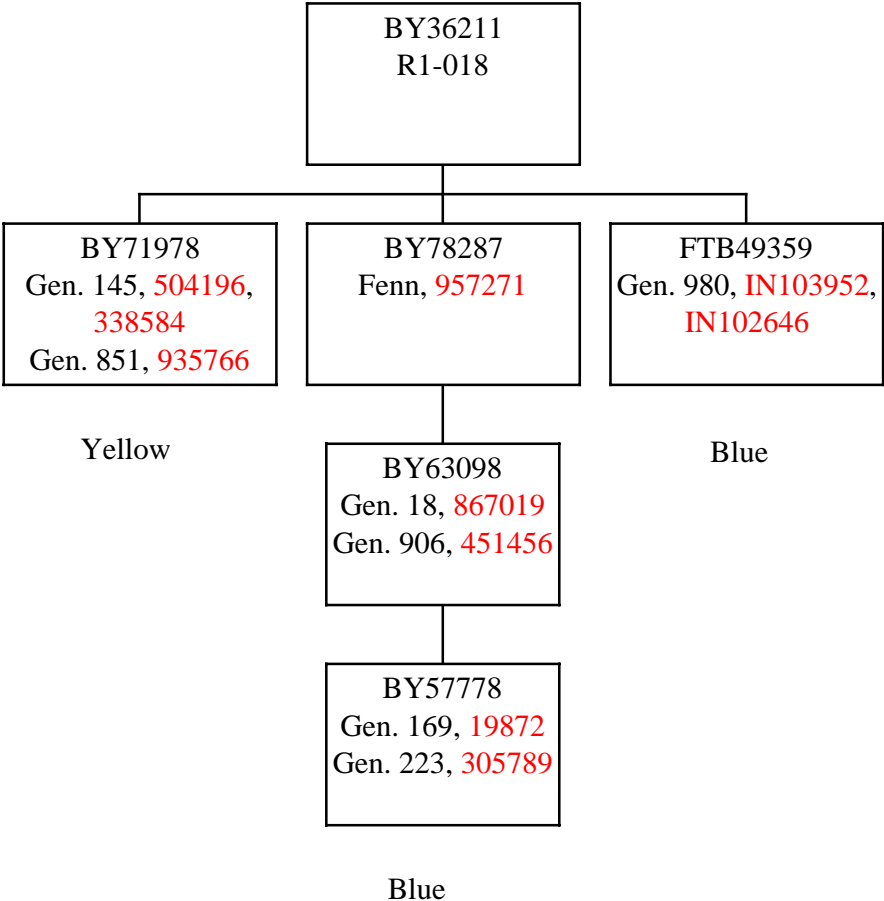 BY36211
R1-018
BY71978
Gen. 145, 504196,
338584
Gen. 851, 935766
BY78287
Fenn, 957271
FTB49359
Gen. 980, IN103952,
IN102646
Yellow
Blue
BY63098
Gen. 18, 867019
Gen. 906, 451456
BY57778
Gen. 169, 19872
Gen. 223, 305789
Blue